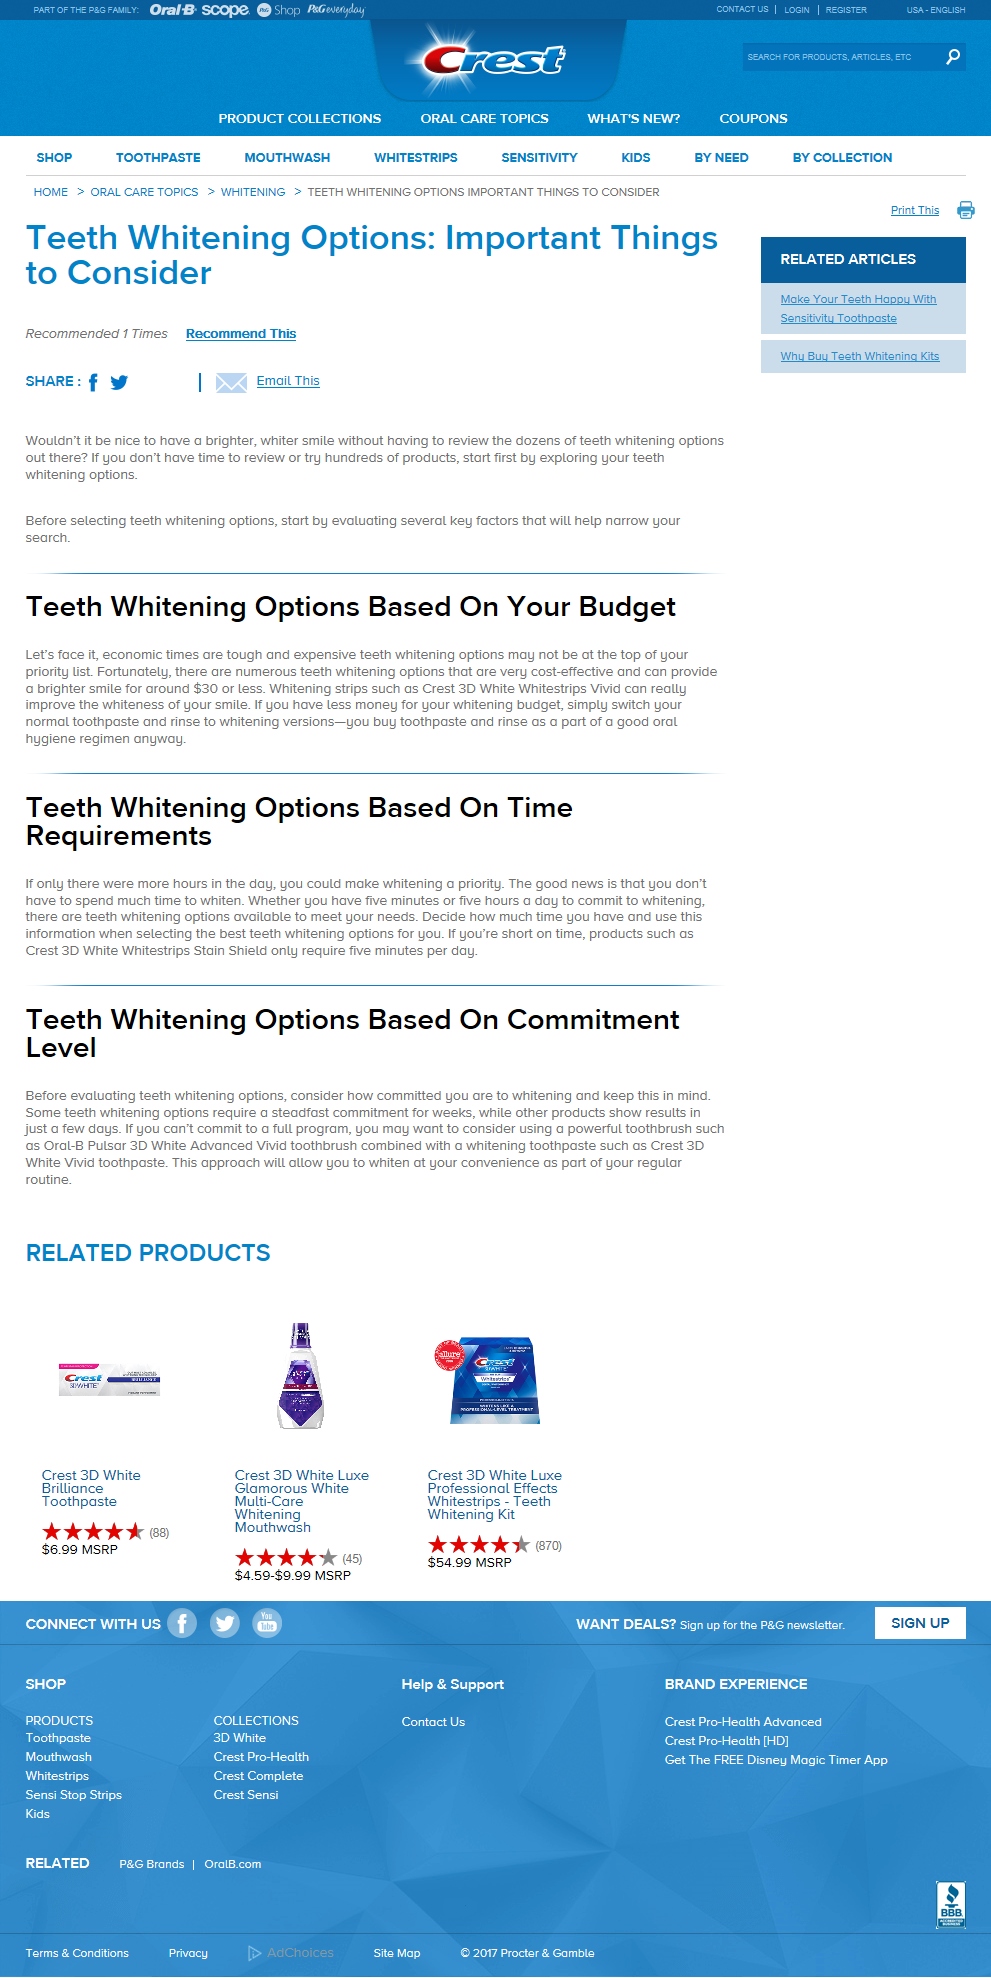 PART OF THE P&G FAMILY: Oral-B scope P&G Shop P&G everyday
CONTACT US | LOGIN | REGISTER USA - ENGLISH
Crest
SEARCH FOR PRODUCTS, ARTICLES, ETC
PRODUCT COLLECTIONS ORAL CARE TOPICS WHAT'S NEW? COUPONS
SHOP TOOTHPASTE MOUTHWASH WHITESTRIPS SENSITIVITY KIDS BY NEED BY COLLECTION
HOME > ORAL CARE TOPICS > WHITENING > TEETH WHITENING OPTIONS IMPORTANT THINGS TO CONSIDER
Print This
Teeth Whitening Options: Important Things
to Consider
RELATED ARTICLES
Make Your Teeth Happy With
Sensitivity Toothpaste
Why Buy Teeth Whitening Kits
Recommended 1 Times Recommend This
SHARE : | Email This
Wouldn't it be nice to have a brighter, whiter smile without having to review the dozens of teeth whitening options
out there? If you don't have time to review or try hundreds of products, start first by exploring your teeth
whitening options.
Before selecting teeth whitening options, start by evaluating several key factors that will help narrow your
search.
Teeth Whitening Options Based On Your Budget
Let's face it, economic times are tough and expensive teeth whitening options may not be at the top of your
priority list. Fortunately, there are numerous teeth whitening options that are very cost-effective and can provide
a brighter smile for around $30 or less. Whitening strips such as Crest 3D White Whitestrips Vivid can really
improve the whiteness of your smile. If you have less money for your whitening budget, simply switch your
normal toothpaste and rinse to whitening versions—you buy toothpaste and rinse as a part of a good oral
hygiene regimen anyway.
Teeth Whitening Options Based On Time
Requirements
If only there were more hours in the day, you could make whitening a priority. The good news is that you don't
have to spend much time to whiten. Whether you have five minutes or five hours a day to commit to whitening,
there are teeth whitening options available to meet your needs. Decide how much time you have and use this
information when selecting the best teeth whitening options for you. If you're short on time, products such as
Crest 3D White Whitestrips Stain Shield only require five minutes per day.
Teeth Whitening Options Based On Commitment
Level
Before evaluating teeth whitening options, consider how committed you are to whitening and keep this in mind.
Some teeth whitening options require a steadfast commitment for weeks, while other products show results in
just a few days. If you can't commit to a full program, you may want to consider using a powerful toothbrush such
as Oral-B Pulsar 3D White Advanced Vivid toothbrush combined with a whitening toothpaste such as Crest 3D
White Vivid toothpaste. This approach will allow you to whiten at your convenience as part of your regular
routine.
RELATED PRODUCTS
Crest
3D WHITE
BRILLIANCE
allure
Crest
3D WHITE
Whitestrips
Crest 3D White
Brilliance
Toothpaste
(88)
$6.99 MSRP
Crest 3D White Luxe
Glamorous White
Multi-Care
Whitening
Mouthwash
(45)
$4.59-$9.99 MSRP
Crest 3D White Luxe
Professional Effects
Whitestrips - Teeth
Whitening Kit
(870)
$54.99 MSRP
CONNECT WITH US You Tube WANT DEALS? Sign up for the P&G newsletter. SIGN UP
SHOP
PRODUCTS
Toothpaste
Mouthwash
Whitestrips
Sensi Stop Strips
Kids
COLLECTIONS
3D White
Crest Pro-Health
Crest Complete
Crest Sensi
Help & Support
Contact Us
BRAND EXPERIENCE
Crest Pro-Health Advanced
Crest Pro-Health [HD]
Get The FREE Disney Magic Timer App
RELATED P&G Brands | OralB.com
BBB
ACCREDITED
BUSINESS
Terms & Conditions Privacy AdChoices Site Map © 2017 Procter & Gamble